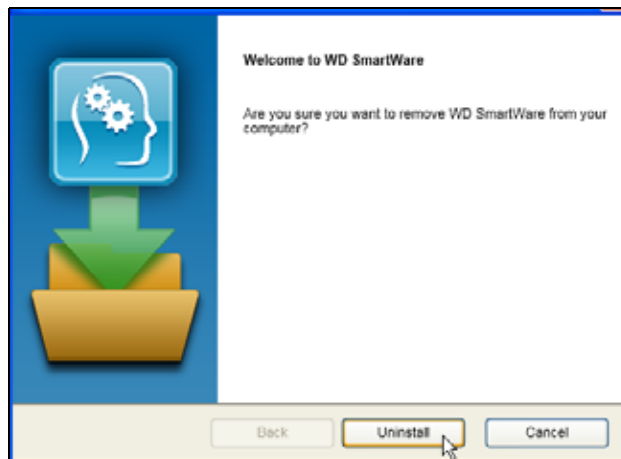 Welcome to WD SmartWare
Are you sure you want to remove WD SmartWare from your
computer?
Back
Uninstall
Cancel